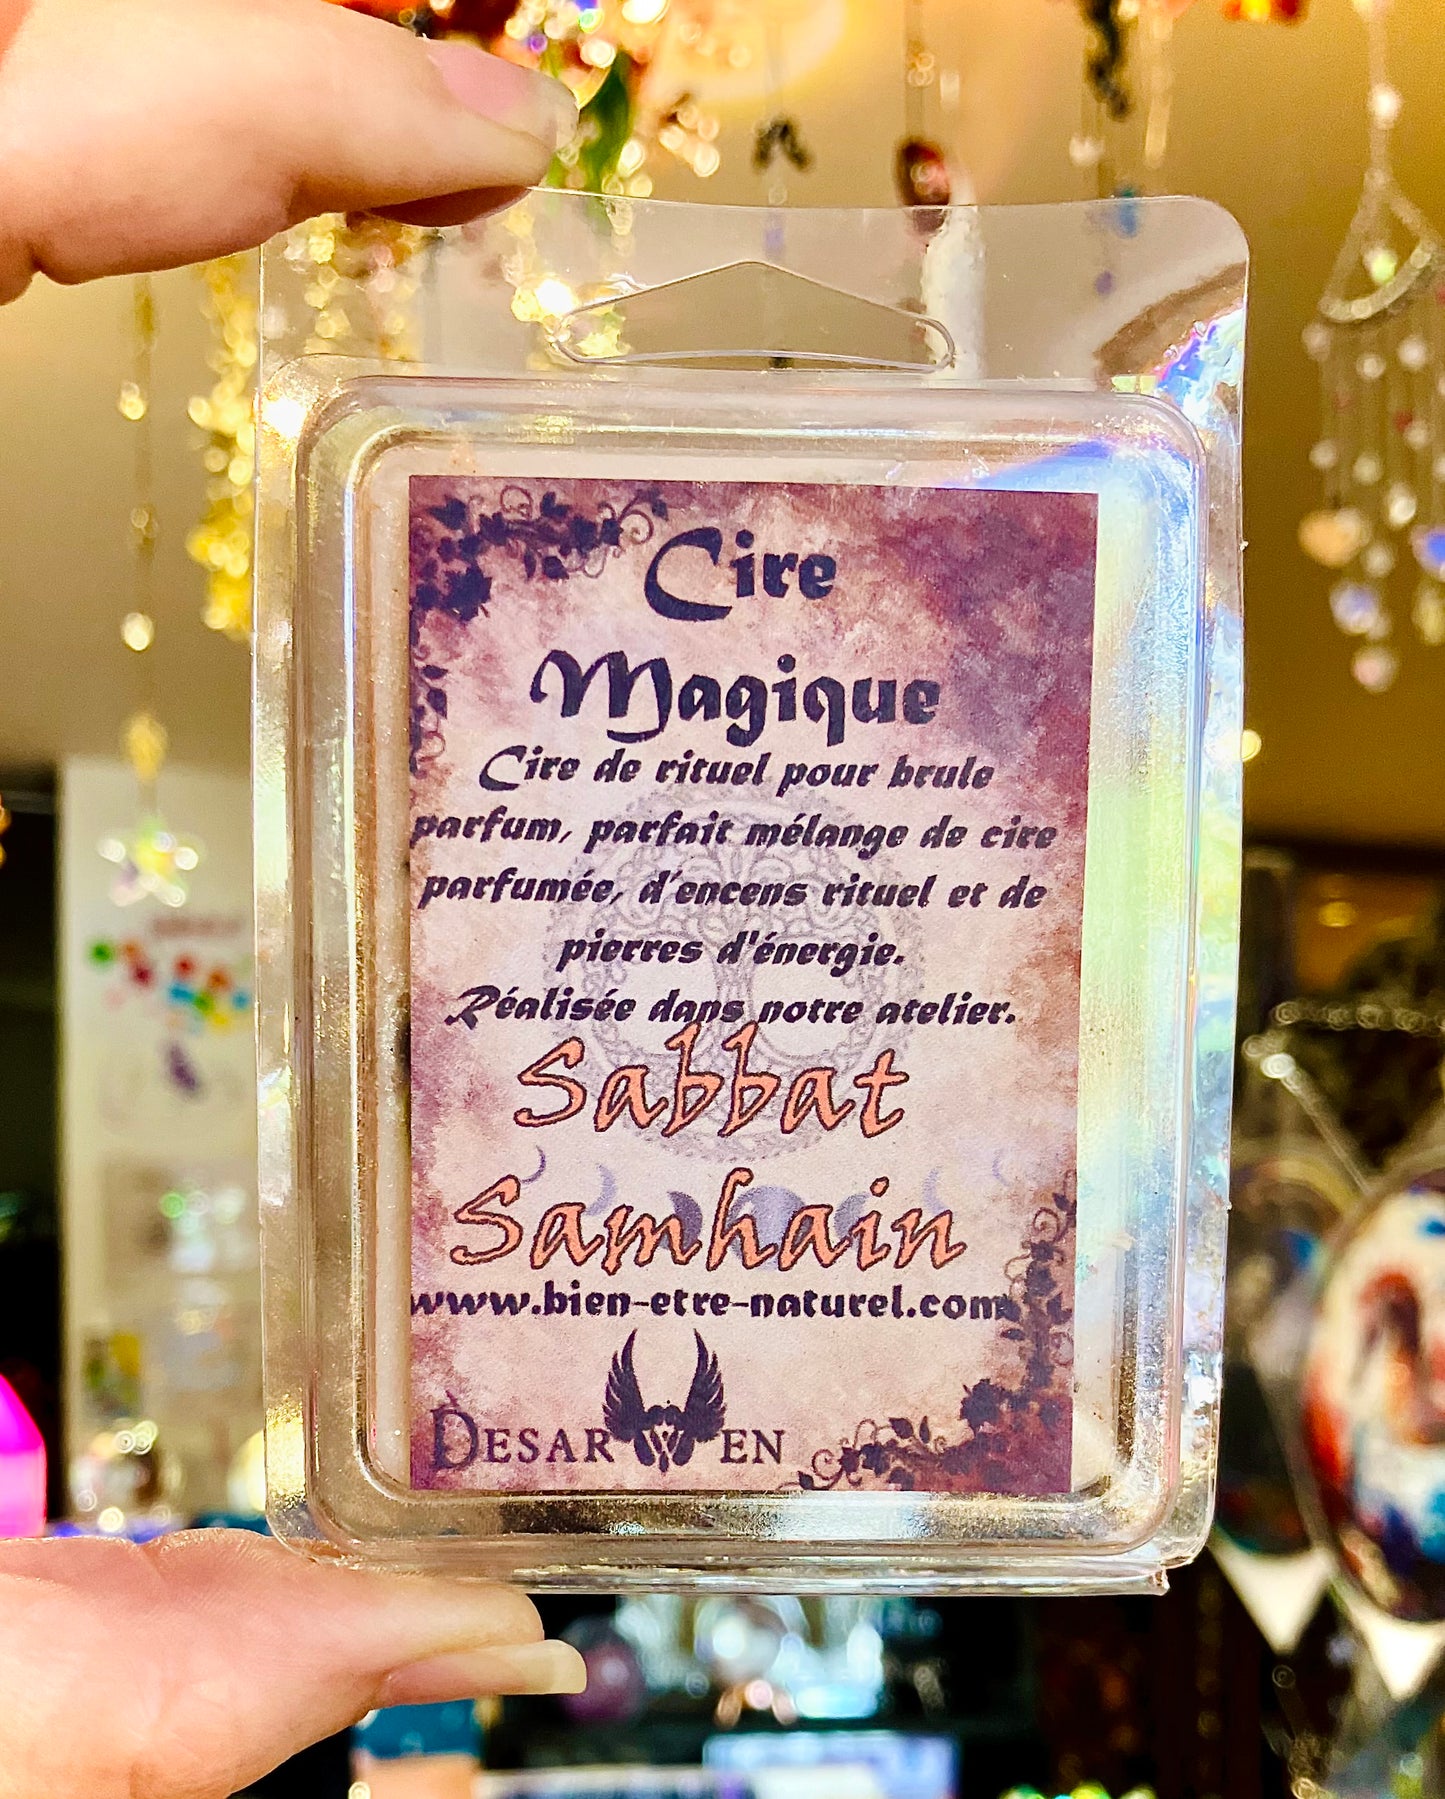 Cire
Magique
Cire de rituel pour brule
parfum, parfait mélange de cire
parfumée, d'encens rituel et de
pierres d'énergie.
Réalisée dans notre atelier.
Sabbat
Samhain
www.bien-etre-naturel.com
DESARWEN